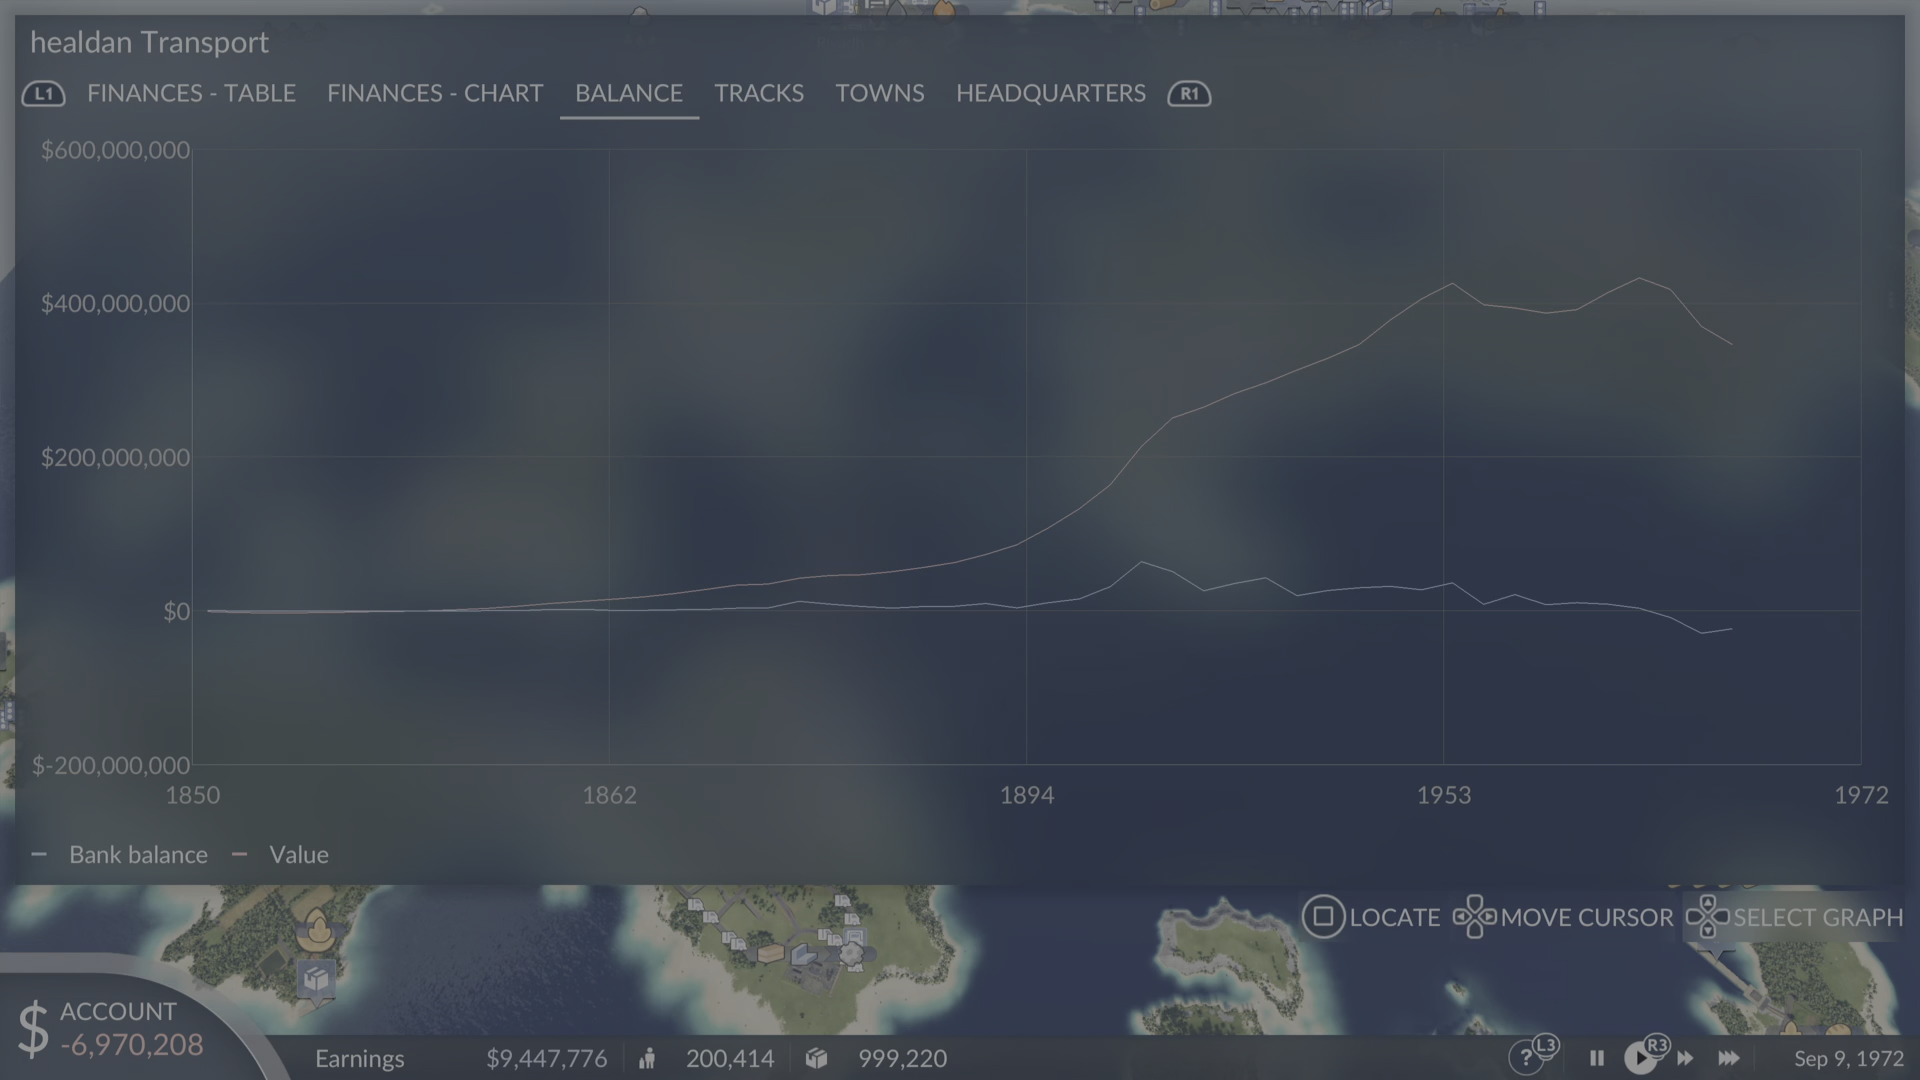 healdan Transport
L1 FINANCES - TABLE FINANCES - CHART BALANCE TRACKS TOWNS HEADQUARTERS R1
$600,000,000
$400,000,000
$200,000,000
$0
$-200,000,000
1850 1862 1894 1953 1972
Bank balance Value
LOCATE MOVE CURSOR SELECT GRAPH
$ ACCOUNT
-6,970,208
Earnings $9,447,776 200,414 999,220 ? L3 R3 Sep 9, 1972